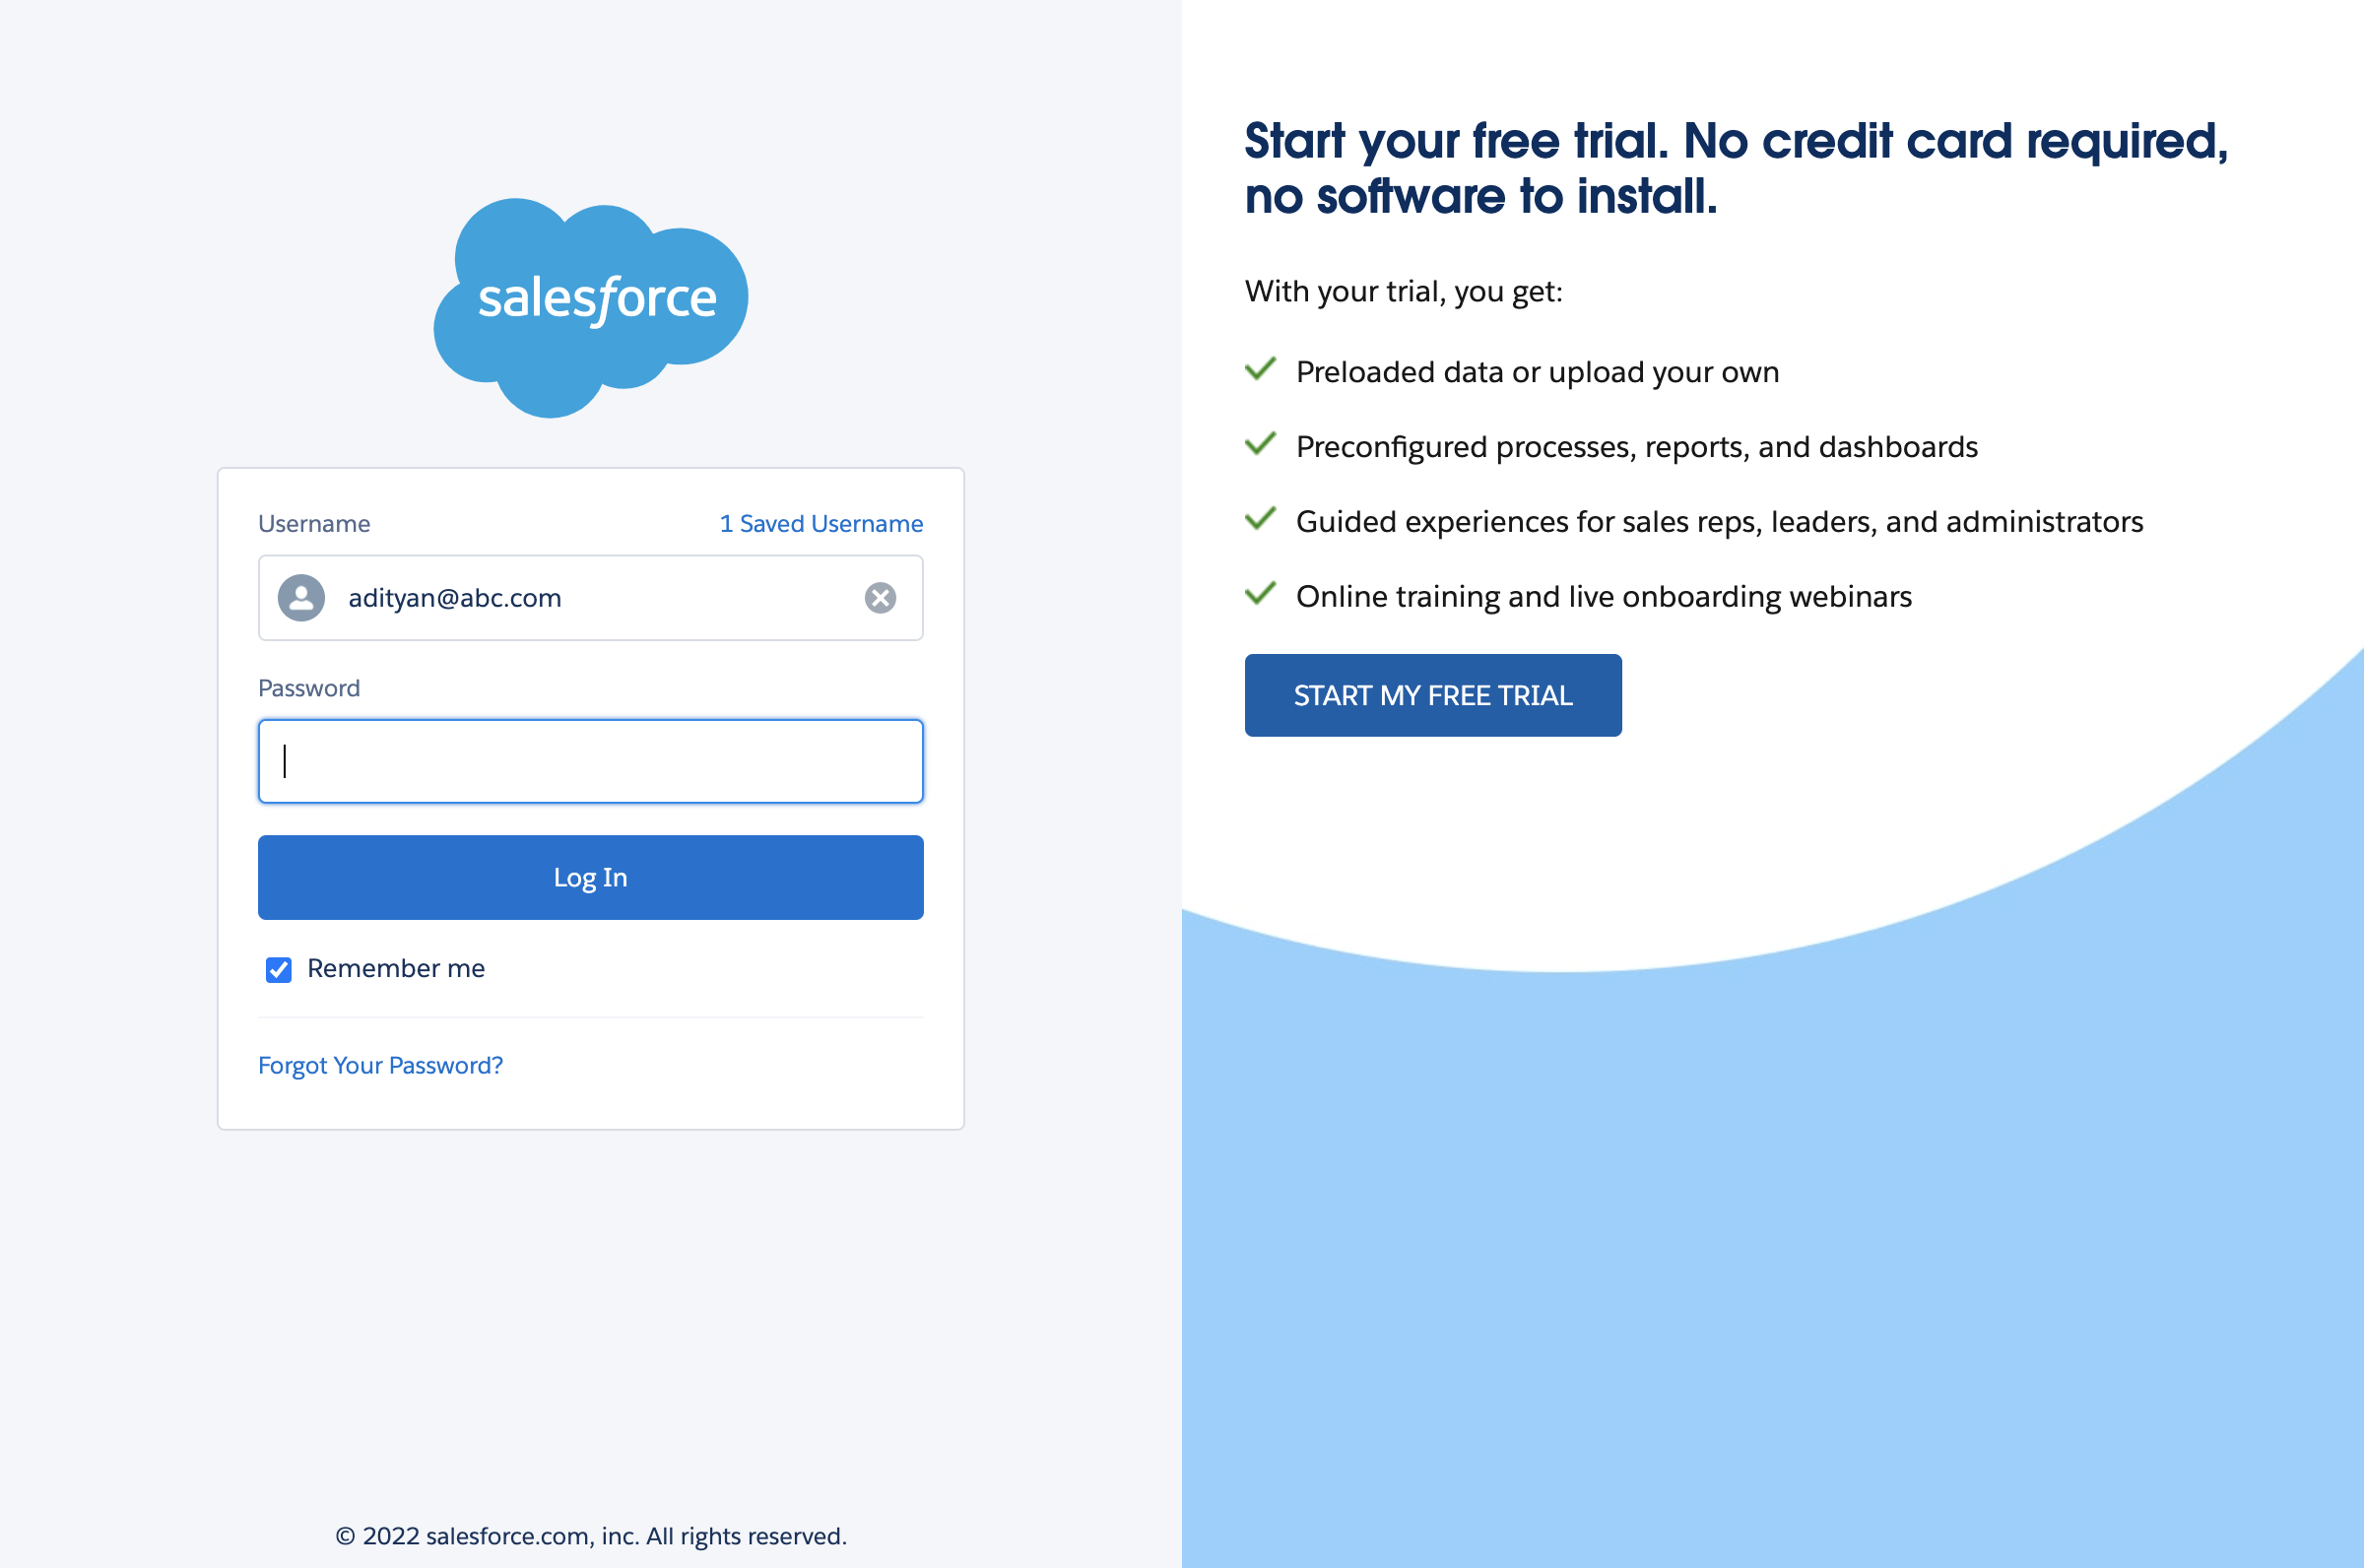 salesforce
Username
1 Saved Username
adityan@abc.com
Password
Log In
Remember me
Forgot Your Password?
© 2022 salesforce.com, inc. All rights reserved.
Start your free trial. No credit card required,
no software to install.
With your trial, you get:
Preloaded data or upload your own
Preconfigured processes, reports, and dashboards
Guided experiences for sales reps, leaders, and administrators
Online training and live onboarding webinars
START MY FREE TRIAL